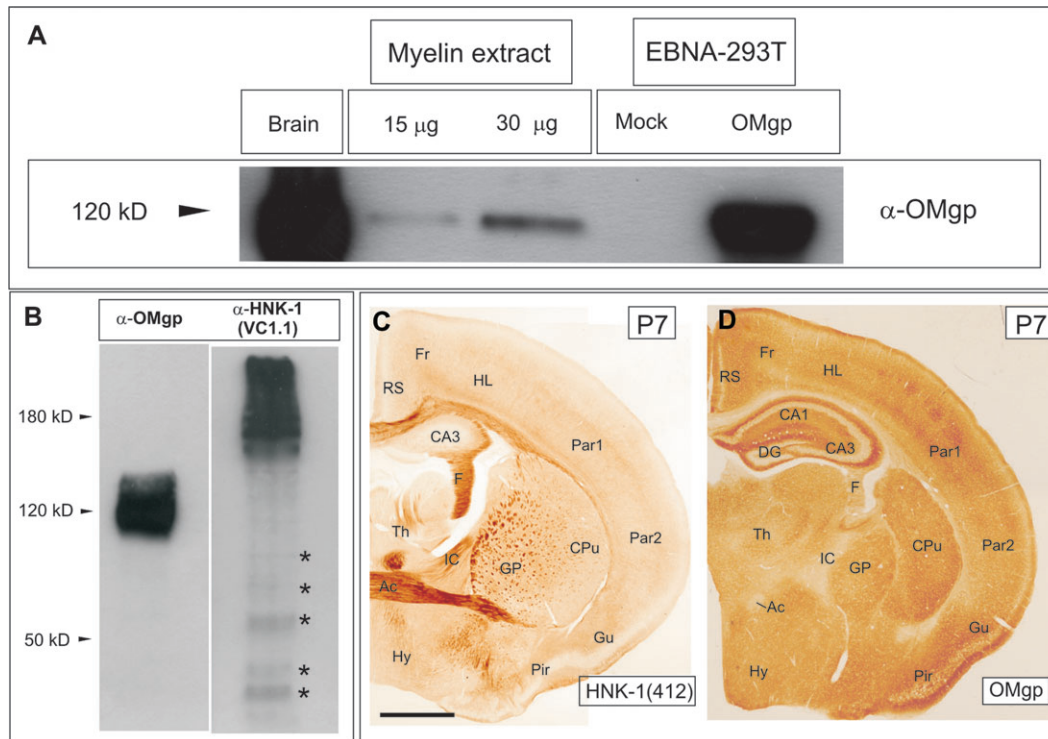 A
Myelin extract
EBNA-293T
Brain
15 μg
30 μg
Mock
OMgp
120 kD
α-OMgp
B
α-OMgp
α-HNK-1
(VC1.1)
180 kD
120 kD
50 kD
*
*
*
*
*
C
P7
Fr
HL
RS
CA3
Par1
F
Th
CPu
Par2
IC
GP
Ac
Gu
Hy
Pir
HNK-1(412)
D
P7
Fr
HL
RS
CA1
CA3
DG
Par1
F
Th
CPu
Par2
IC
GP
Ac
Gu
Hy
Pir
OMgp